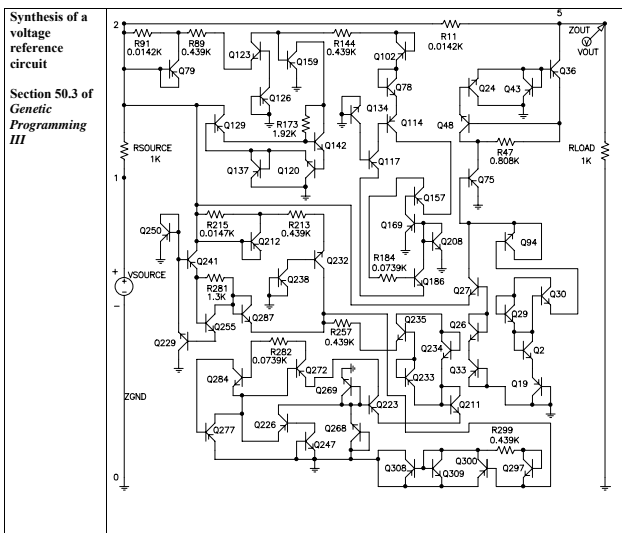 Synthesis of a
voltage
reference
circuit
Section 50.3 of
Genetic
Programming
III
2
5
R91
0.0142K
R89
0.439K
Q123
Q159
R144
0.439K
Q102
R11
0.0142K
ZOUT
V
VOUT
Q79
Q126
Q78
Q24
Q43
Q36
Q129
R173
1.92K
Q134
Q114
Q48
RSOURCE
1K
Q142
Q117
R47
0.808K
RLOAD
1K
Q137
Q120
Q75
1
Q157
Q250
R215
0.0147K
R213
0.439K
Q169
Q208
Q94
Q212
Q241
Q232
R184
0.0739K
Q186
VSOURCE
+
−
R281
1.3K
Q238
Q27
Q30
Q255
Q287
Q235
Q26
Q29
Q229
R257
0.439K
Q234
Q2
R282
0.0739K
Q272
Q233
Q33
Q19
Q284
Q269
ZGND
Q223
Q211
Q277
Q226
Q268
R299
0.439K
Q247
0
Q308
Q309
Q300
Q297